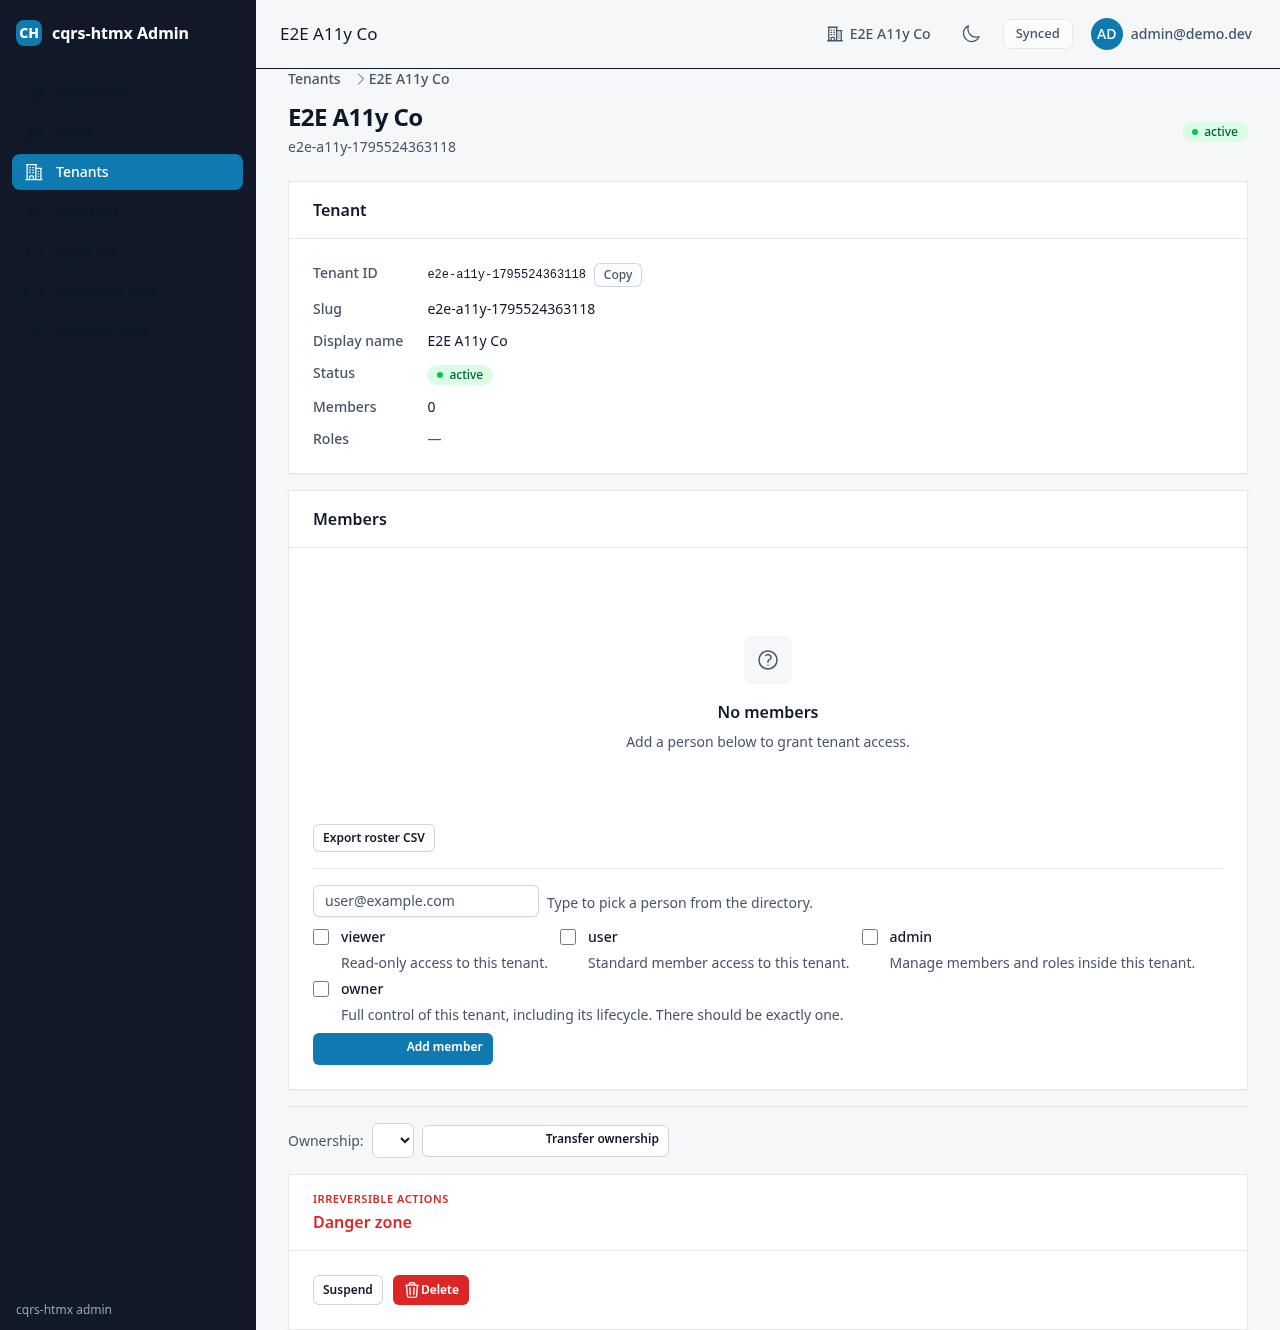 CH cqrs-htmx Admin
Tenants
cqrs-htmx admin
E2E A11y Co
E2E A11y Co
Synced
AD admin@demo.dev
Tenants
E2E A11y Co
E2E A11y Co
e2e-a11y-1795524363118
active
Tenant
Tenant ID e2e-a11y-1795524363118 Copy
Slug e2e-a11y-1795524363118
Display name E2E A11y Co
Status active
Members 0
Roles —
Members
No members
Add a person below to grant tenant access.
Export roster CSV
user@example.com Type to pick a person from the directory.
viewer
Read-only access to this tenant.
user
Standard member access to this tenant.
admin
Manage members and roles inside this tenant.
owner
Full control of this tenant, including its lifecycle. There should be exactly one.
Add member
Ownership: Transfer ownership
IRREVERSIBLE ACTIONS
Danger zone
Suspend Delete